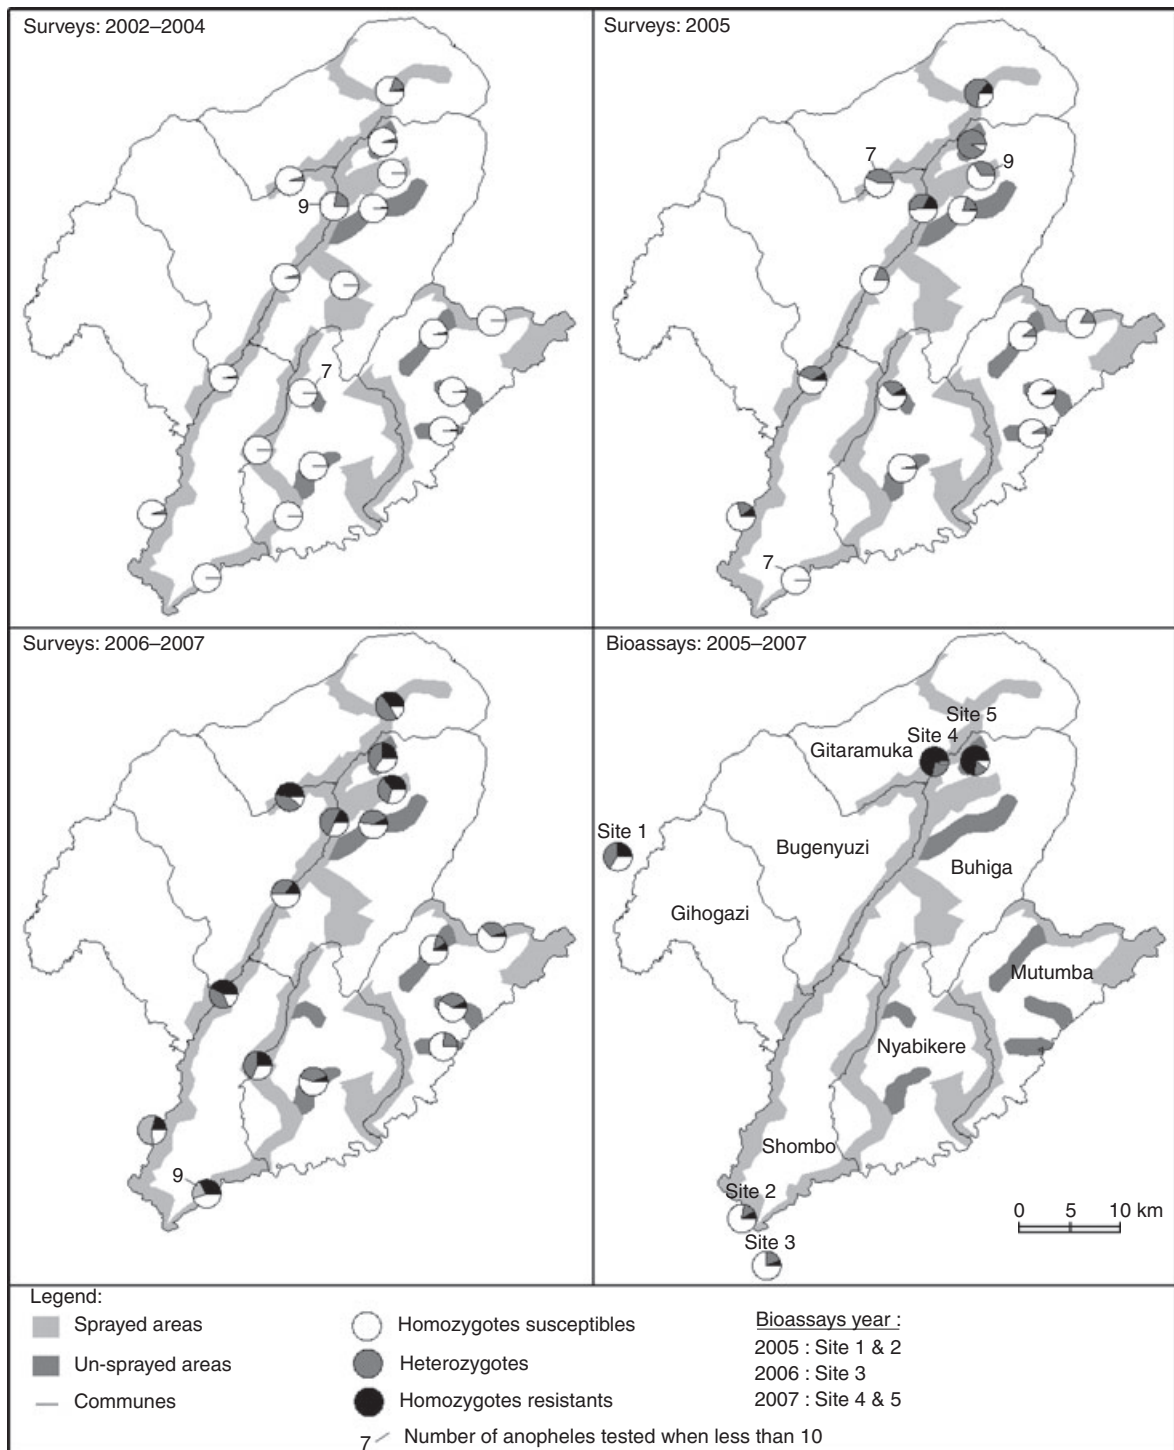 Surveys: 2002–2004
9
7
Surveys: 2005
7
9
7
Surveys: 2006–2007
9
Bioassays: 2005–2007
Site 5
Site 4
Gitaramuka
Site 1
Bugenyuzi
Buhiga
Gihogazi
Mutumba
Nyabikere
Shombo
Site 2
Site 3
0 5 10 km
Legend:
Sprayed areas
Un-sprayed areas
Communes
Homozygotes susceptibles
Heterozygotes
Homozygotes resistants
7 Number of anopheles tested when less than 10
Bioassays year :
2005 : Site 1 & 2
2006 : Site 3
2007 : Site 4 & 5